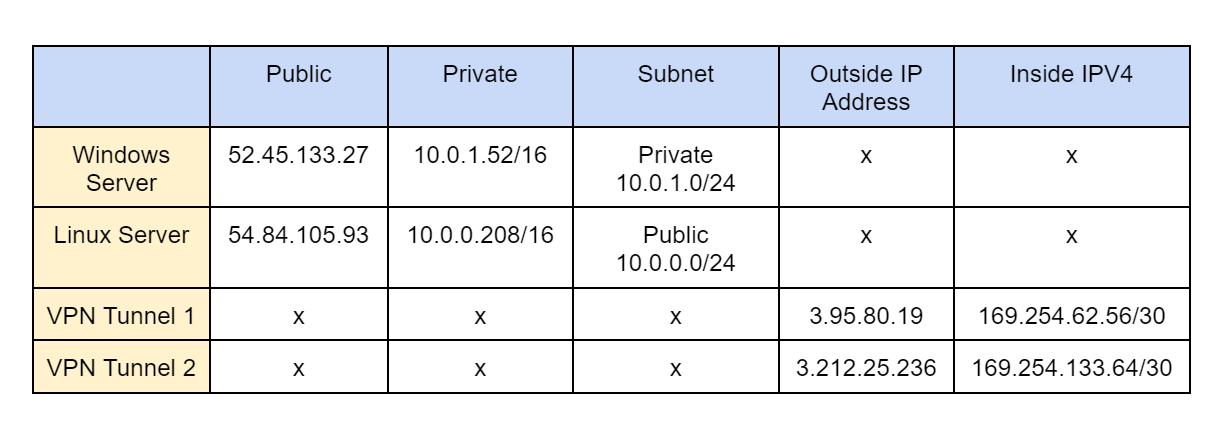 Public Private Subnet Outside IP Address Inside IPV4
Windows Server 52.45.133.27 10.0.1.52/16 Private 10.0.1.0/24 x x
Linux Server 54.84.105.93 10.0.0.208/16 Public 10.0.0.0/24 x x
VPN Tunnel 1 x x x 3.95.80.19 169.254.62.56/30
VPN Tunnel 2 x x x 3.212.25.236 169.254.133.64/30